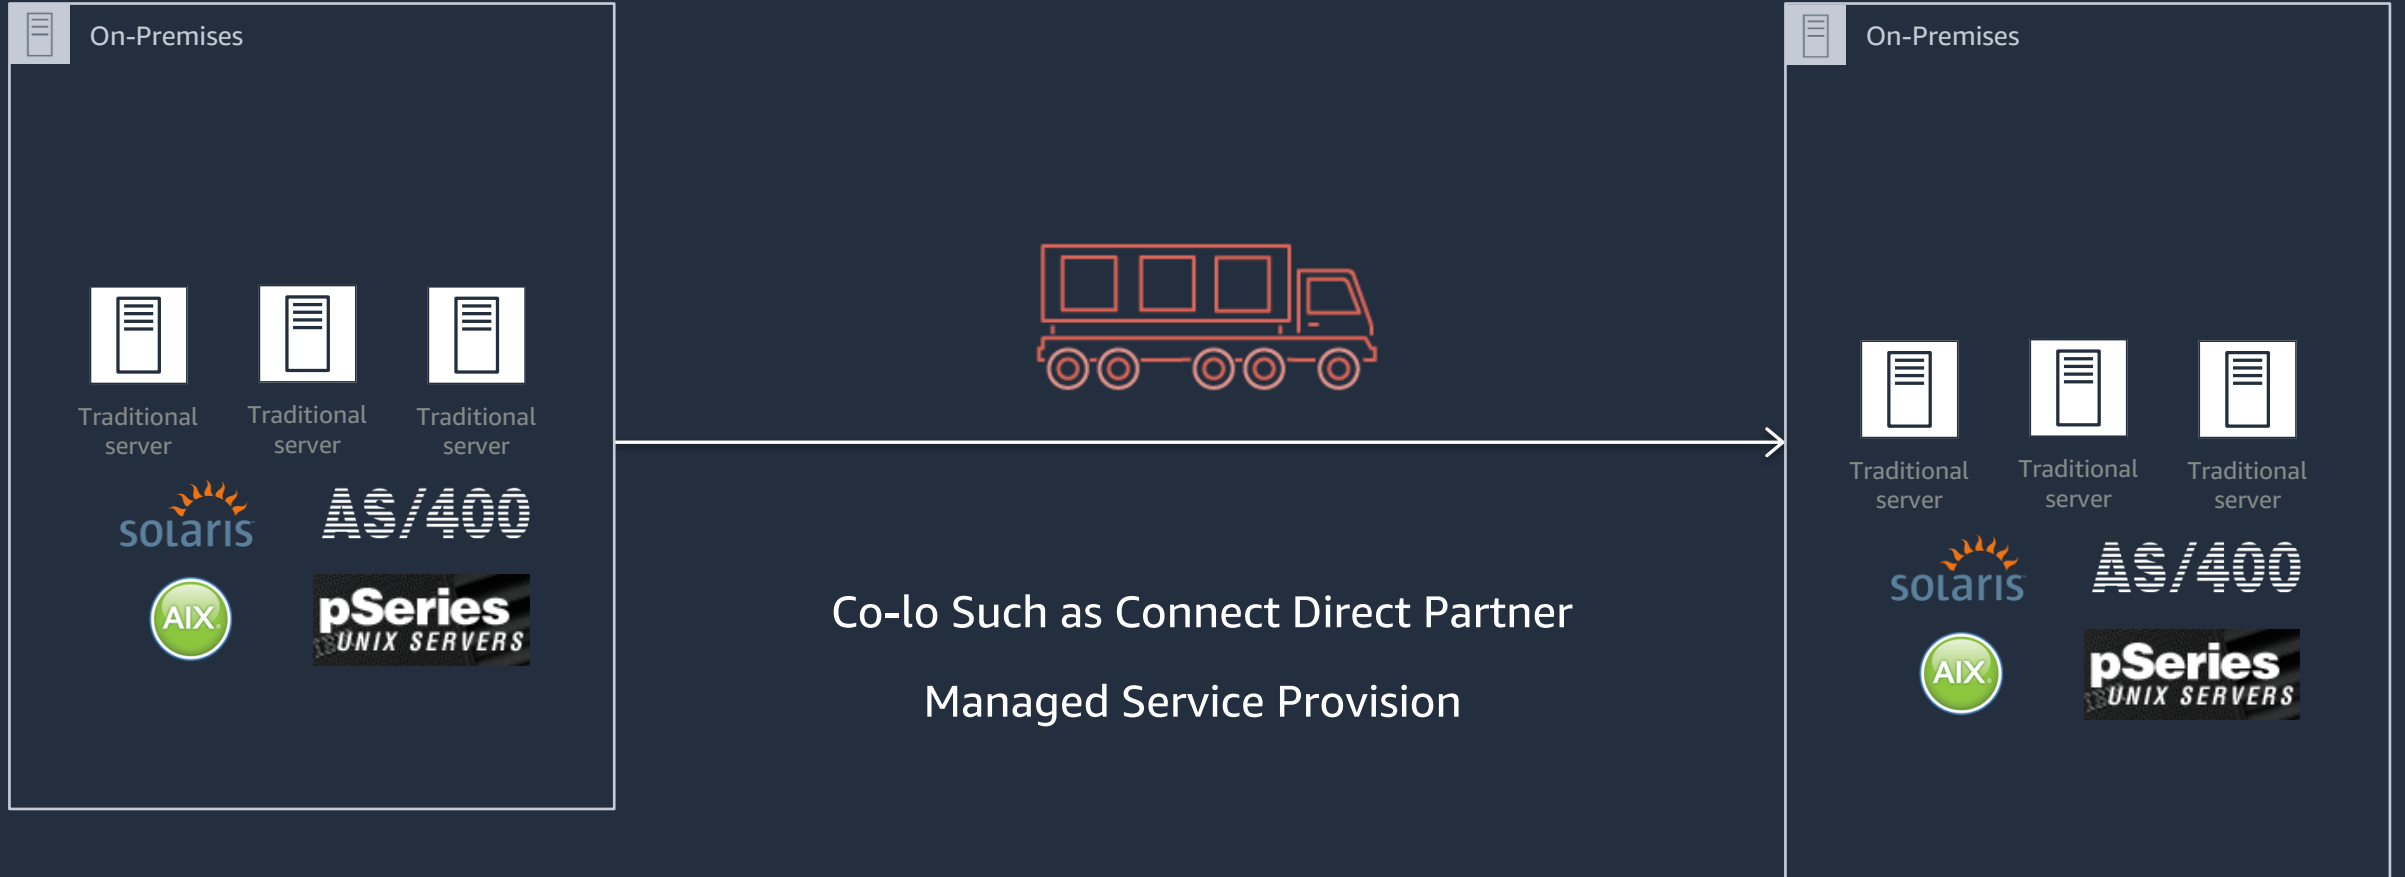 On-Premises
Traditional
server
Traditional
server
Traditional
server
solaris
AS/400
AIX
pSeries
UNIX SERVERS
Co-lo Such as Connect Direct Partner
Managed Service Provision
On-Premises
Traditional
server
Traditional
server
Traditional
server
solaris
AS/400
AIX
pSeries
UNIX SERVERS